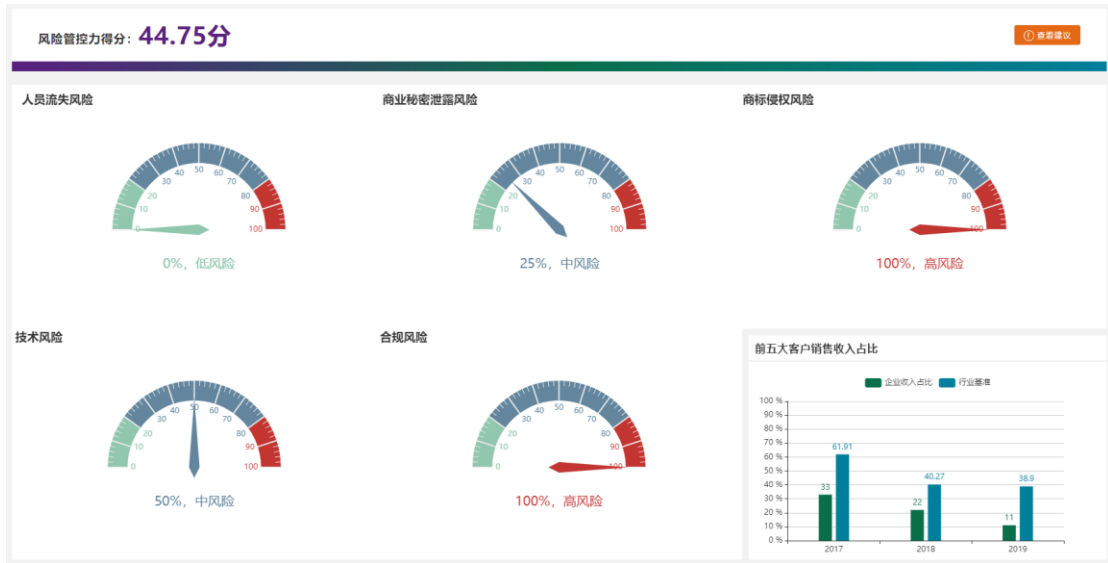 风险管控力得分：44.75分
查看建议
人员流失风险
0 10 20 30 40 50 60 70 80 90 100
0%，低风险
商业秘密泄露风险
0 10 20 30 40 50 60 70 80 90 100
25%，中风险
商标侵权风险
0 10 20 30 40 50 60 70 80 90 100
100%，高风险
技术风险
0 10 20 30 40 50 60 70 80 90 100
50%，中风险
合规风险
0 10 20 30 40 50 60 70 80 90 100
100%，高风险
前五大客户销售收入占比
企业收入占比 行业基准
100 %
90 %
80 %
70 %
60 %
50 %
40 %
30 %
20 %
10 %
0 %
33 61.91
22 40.27
11 38.9
2017 2018 2019